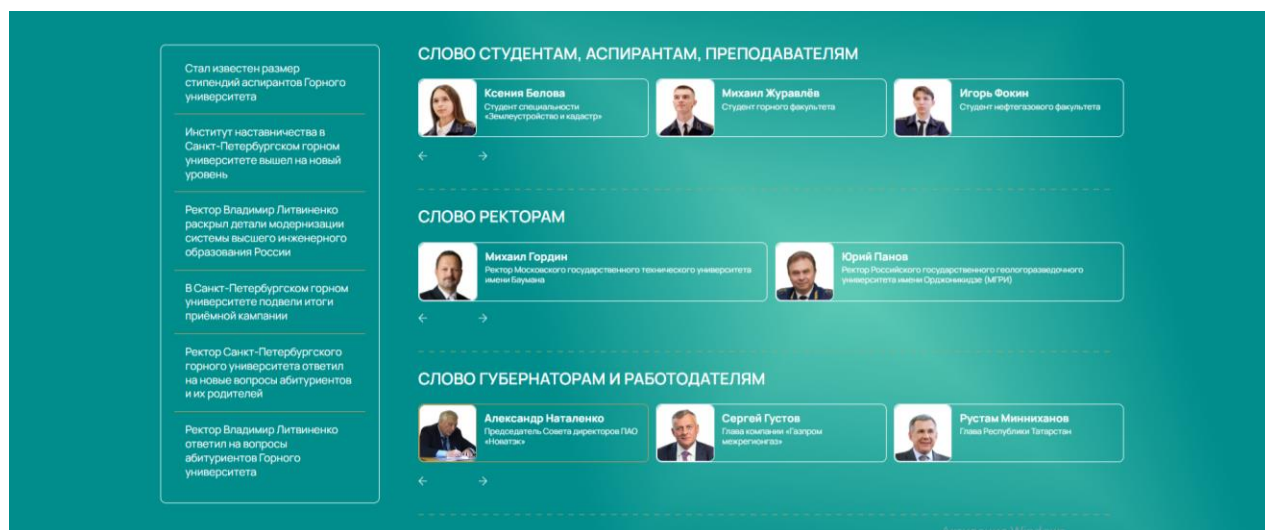 Стал известен размер
стипендий аспирантов Горного
университета
Институт наставничества в
Санкт-Петербургском горном
университете вышел на новый
уровень
Ректор Владимир Литвиненко
раскрыл детали модернизации
системы высшего инженерного
образования России
В Санкт-Петербургском горном
университете подвели итоги
приёмной кампании
Ректор Санкт-Петербургского
горного университета ответил
на новые вопросы абитуриентов
и их родителей
Ректор Владимир Литвиненко
ответил на вопросы
абитуриентов Горного
университета
СЛОВО СТУДЕНТАМ, АСПИРАНТАМ, ПРЕПОДАВАТЕЛЯМ
Ксения Белова
Студент специальности
«Землеустройство и кадастр»
Михаил Журавлёв
Студент горного факультета
Игорь Фокин
Студент нефтегазового факультета
СЛОВО РЕКТОРАМ
Михаил Гордин
Ректор Московского государственного технического университета
имени Баумана
Юрий Панов
Ректор Российского государственного геологоразведочного
университета имени Орджоникидзе (МГРИ)
СЛОВО ГУБЕРНАТОРАМ И РАБОТОДАТЕЛЯМ
Александр Наталенко
Председатель Совета директоров ПАО
«Новатэк»
Сергей Густов
Глава компании «Газпром
межрегионгаз»
Рустам Минниханов
Глава Республики Татарстан